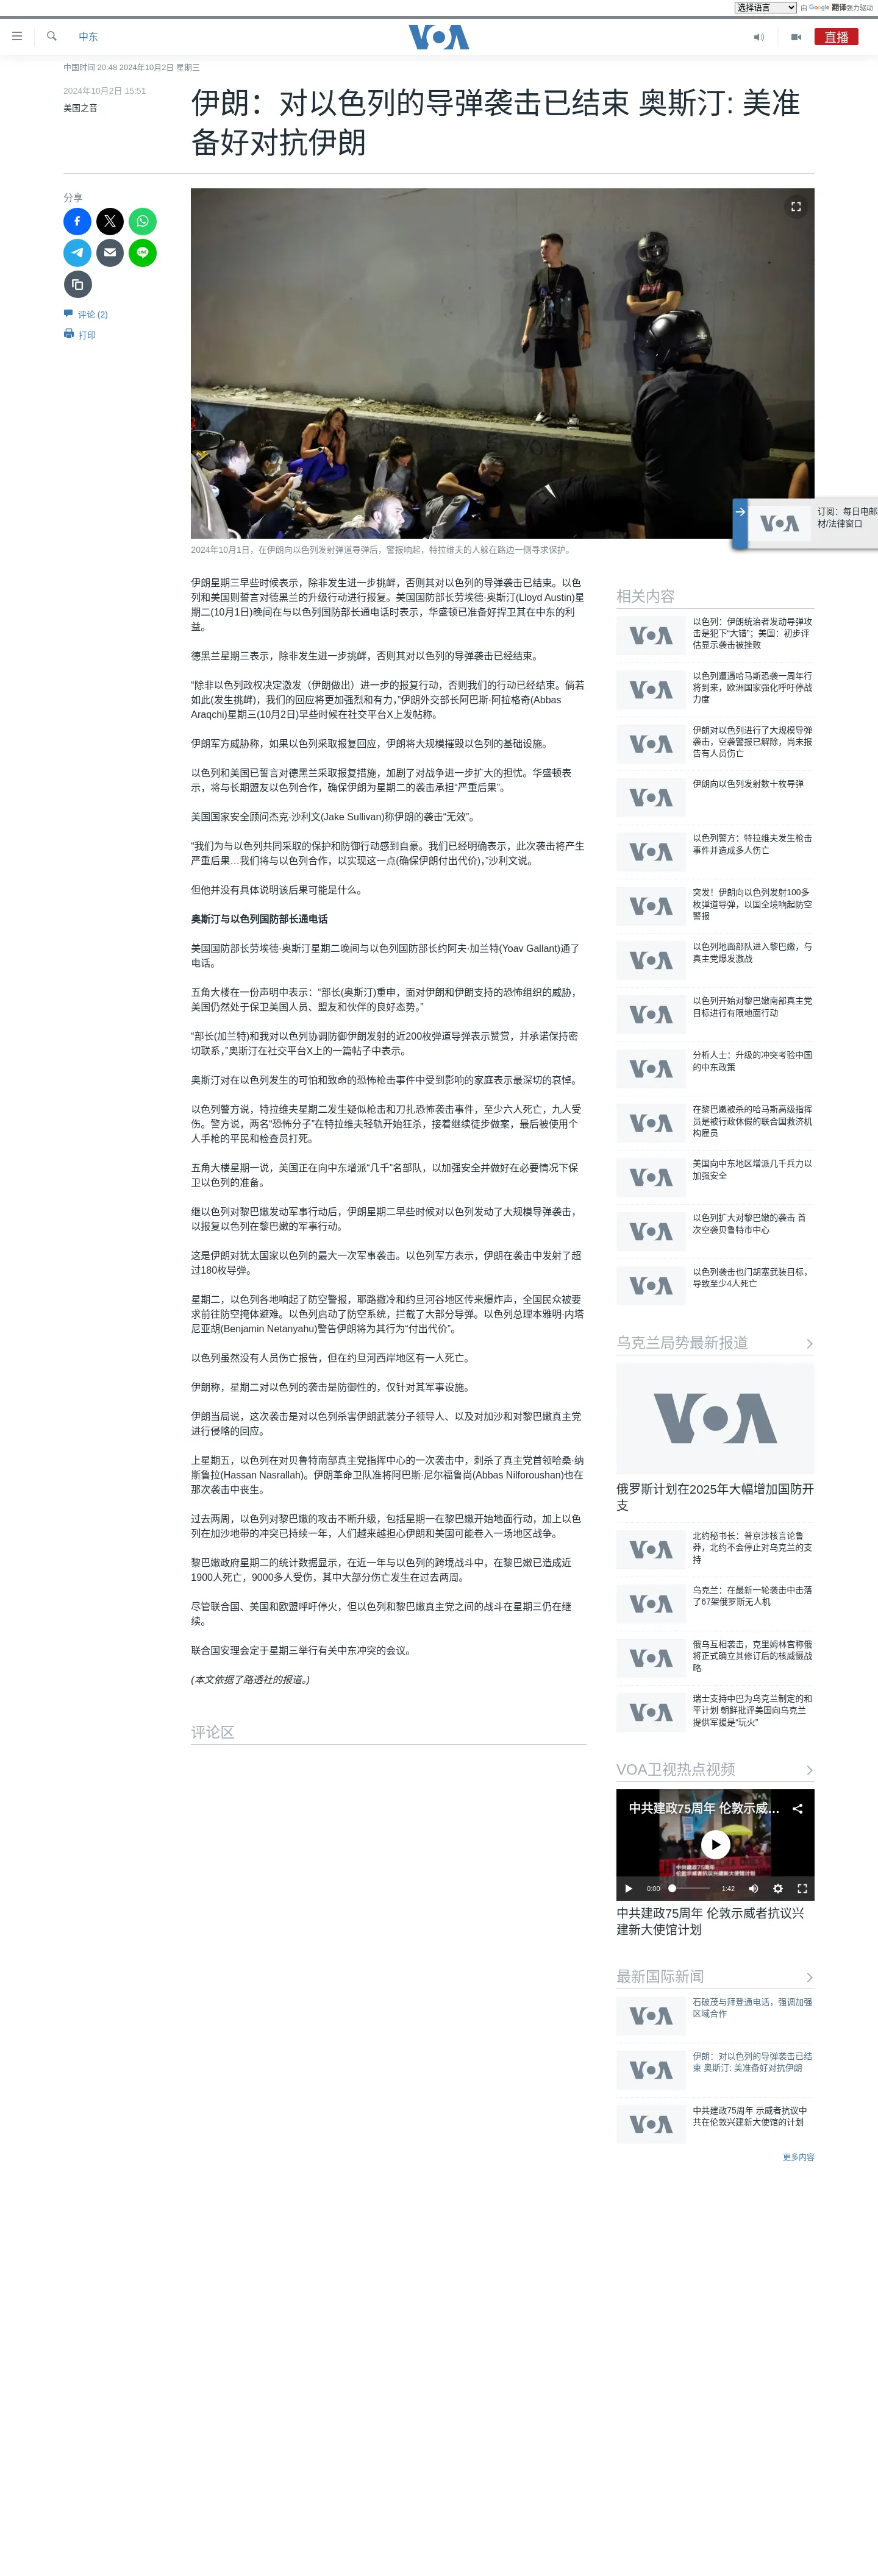 选择语言 由 Google 翻译强力驱动
中东
VOA
直播
中国时间 20:48 2024年10月2日 星期三
2024年10月2日 15:51
美国之音
伊朗：对以色列的导弹袭击已结束 奥斯汀: 美准
备好对抗伊朗
分享
评论 (2)
打印
2024年10月1日，在伊朗向以色列发射弹道导弹后，警报响起，特拉维夫的人躲在路边一侧寻求保护。
订阅：每日电邮
材/法律窗口
伊朗星期三早些时候表示，除非发生进一步挑衅，否则其对以色列的导弹袭击已结束。以色
列和美国则誓言对德黑兰的升级行动进行报复。美国国防部长劳埃德·奥斯汀(Lloyd Austin)星
期二(10月1日)晚间在与以色列国防部长通电话时表示，华盛顿已准备好捍卫其在中东的利
益。
德黑兰星期三表示，除非发生进一步挑衅，否则其对以色列的导弹袭击已经结束。
“除非以色列政权决定激发（伊朗做出）进一步的报复行动，否则我们的行动已经结束。倘若
如此(发生挑衅)，我们的回应将更加强烈和有力，”伊朗外交部长阿巴斯·阿拉格奇(Abbas
Araqchi)星期三(10月2日)早些时候在社交平台X上发帖称。
伊朗军方威胁称，如果以色列采取报复回应，伊朗将大规模摧毁以色列的基础设施。
以色列和美国已誓言对德黑兰采取报复措施，加剧了对战争进一步扩大的担忧。华盛顿表
示，将与长期盟友以色列合作，确保伊朗为星期二的袭击承担“严重后果”。
美国国家安全顾问杰克·沙利文(Jake Sullivan)称伊朗的袭击“无效”。
“我们为与以色列共同采取的保护和防御行动感到自豪。我们已经明确表示，此次袭击将产生
严重后果…我们将与以色列合作，以实现这一点(确保伊朗付出代价)，”沙利文说。
但他并没有具体说明该后果可能是什么。
奥斯汀与以色列国防部长通电话
美国国防部长劳埃德·奥斯汀星期二晚间与以色列国防部长约阿夫·加兰特(Yoav Gallant)通了
电话。
五角大楼在一份声明中表示：“部长(奥斯汀)重申，面对伊朗和伊朗支持的恐怖组织的威胁，
美国仍然处于保卫美国人员、盟友和伙伴的良好态势。”
“部长(加兰特)和我对以色列协调防御伊朗发射的近200枚弹道导弹表示赞赏，并承诺保持密
切联系，”奥斯汀在社交平台X上的一篇帖子中表示。
奥斯汀对在以色列发生的可怕和致命的恐怖枪击事件中受到影响的家庭表示最深切的哀悼。
以色列警方说，特拉维夫星期二发生疑似枪击和刀扎恐怖袭击事件，至少六人死亡，九人受
伤。警方说，两名“恐怖分子”在特拉维夫轻轨开始狂杀，接着继续徒步做案，最后被使用个
人手枪的平民和检查员打死。
五角大楼星期一说，美国正在向中东增派“几千”名部队，以加强安全并做好在必要情况下保
卫以色列的准备。
继以色列对黎巴嫩发动军事行动后，伊朗星期二早些时候对以色列发动了大规模导弹袭击，
以报复以色列在黎巴嫩的军事行动。
这是伊朗对犹太国家以色列的最大一次军事袭击。以色列军方表示，伊朗在袭击中发射了超
过180枚导弹。
星期二，以色列各地响起了防空警报，耶路撒冷和约旦河谷地区传来爆炸声，全国民众被要
求前往防空掩体避难。以色列启动了防空系统，拦截了大部分导弹。以色列总理本雅明·内塔
尼亚胡(Benjamin Netanyahu)警告伊朗将为其行为“付出代价”。
以色列虽然没有人员伤亡报告，但在约旦河西岸地区有一人死亡。
伊朗称，星期二对以色列的袭击是防御性的，仅针对其军事设施。
伊朗当局说，这次袭击是对以色列杀害伊朗武装分子领导人、以及对加沙和对黎巴嫩真主党
进行侵略的回应。
上星期五，以色列在对贝鲁特南部真主党指挥中心的一次袭击中，刺杀了真主党首领哈桑·纳
斯鲁拉(Hassan Nasrallah)。伊朗革命卫队准将阿巴斯·尼尔福鲁尚(Abbas Nilforoushan)也在
那次袭击中丧生。
过去两周，以色列对黎巴嫩的攻击不断升级，包括星期一在黎巴嫩开始地面行动，加上以色
列在加沙地带的冲突已持续一年，人们越来越担心伊朗和美国可能卷入一场地区战争。
黎巴嫩政府星期二的统计数据显示，在近一年与以色列的跨境战斗中，在黎巴嫩已造成近
1900人死亡，9000多人受伤，其中大部分伤亡发生在过去两周。
尽管联合国、美国和欧盟呼吁停火，但以色列和黎巴嫩真主党之间的战斗在星期三仍在继
续。
联合国安理会定于星期三举行有关中东冲突的会议。
(本文依据了路透社的报道。)
评论区
相关内容
以色列：伊朗统治者发动导弹攻
击是犯下“大错”；美国：初步评
估显示袭击被挫败
以色列遭遇哈马斯恐袭一周年行
将到来，欧洲国家强化呼吁停战
力度
伊朗对以色列进行了大规模导弹
袭击，空袭警报已解除，尚未报
告有人员伤亡
伊朗向以色列发射数十枚导弹
以色列警方：特拉维夫发生枪击
事件并造成多人伤亡
突发！伊朗向以色列发射100多
枚弹道导弹，以国全境响起防空
警报
以色列地面部队进入黎巴嫩，与
真主党爆发激战
以色列开始对黎巴嫩南部真主党
目标进行有限地面行动
分析人士：升级的冲突考验中国
的中东政策
在黎巴嫩被杀的哈马斯高级指挥
员是被行政休假的联合国救济机
构雇员
美国向中东地区增派几千兵力以
加强安全
以色列扩大对黎巴嫩的袭击 首
次空袭贝鲁特市中心
以色列袭击也门胡塞武装目标，
导致至少4人死亡
乌克兰局势最新报道
VOA
俄罗斯计划在2025年大幅增加国防开
支
北约秘书长：普京涉核言论鲁
莽，北约不会停止对乌克兰的支
持
乌克兰：在最新一轮袭击中击落
了67架俄罗斯无人机
俄乌互相袭击，克里姆林宫称俄
将正式确立其修订后的核威慑战
略
瑞士支持中巴为乌克兰制定的和
平计划 朝鲜批评美国向乌克兰
提供军援是“玩火”
VOA卫视热点视频
中共建政75周年 伦敦示威…
中共建政75周年
伦敦示威者抗议兴建新大使馆计划
0:00 1:42
中共建政75周年 伦敦示威者抗议兴
建新大使馆计划
最新国际新闻
石破茂与拜登通电话，强调加强
区域合作
伊朗：对以色列的导弹袭击已结
束 奥斯汀: 美准备好对抗伊朗
中共建政75周年 示威者抗议中
共在伦敦兴建新大使馆的计划
更多内容